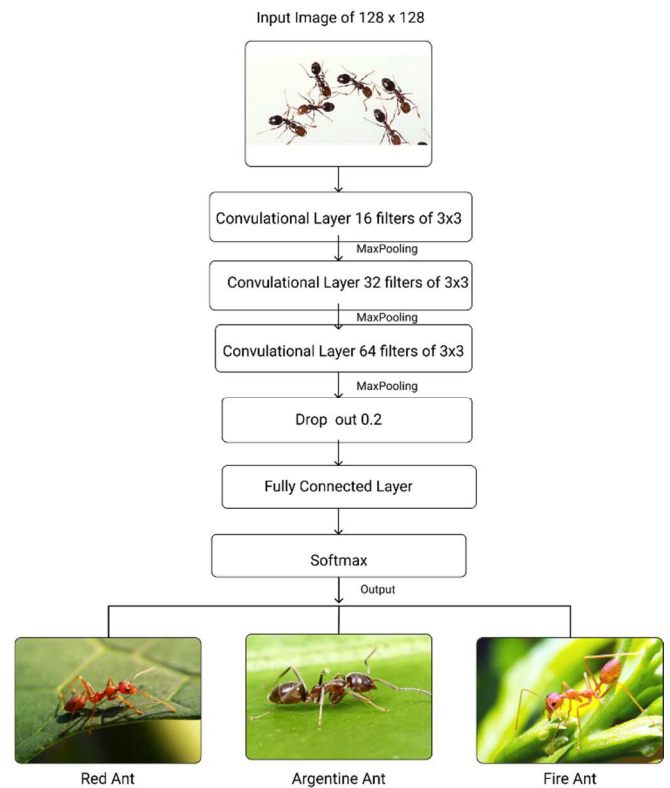 Input Image of 128 x 128
Convulational Layer 16 filters of 3x3
MaxPooling
Convulational Layer 32 filters of 3x3
MaxPooling
Convulational Layer 64 filters of 3x3
MaxPooling
Drop out 0.2
Fully Connected Layer
Softmax
Output
Red Ant
Argentine Ant
Fire Ant